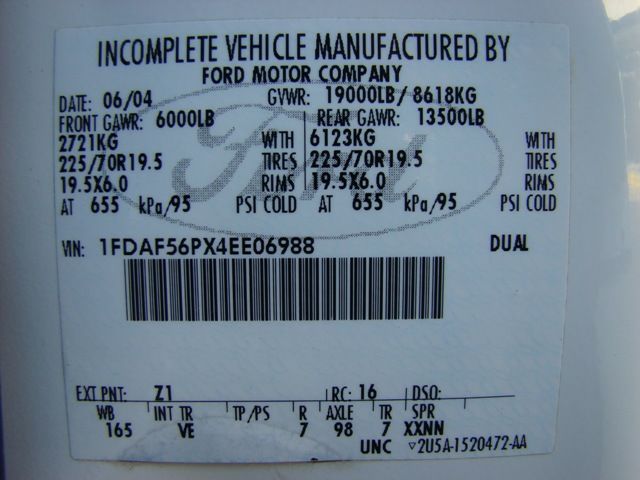 INCOMPLETE VEHICLE MANUFACTURED BY
FORD MOTOR COMPANY
DATE: 06/04 GVWR: 19000LB/ 8618KG
FRONT GAWR: 6000LB REAR GAWR: 13500LB
2721KG WITH 6123KG WITH
225/70R19.5 TIRES 225/70R19.5 TIRES
19.5X6.0 RIMS 19.5X6.0 RIMS
AT 655 kPa/95 PSI COLD AT 655 kPa/95 PSI COLD
VIN: 1FDAF56PX4EE06988 DUAL
Ford
EXT PNT: Z1 RC: 16 DSO:
WB INT TR TP/PS R AXLE TR SPR
165 VE 7 98 7 XXNN
UNC ▽2U5A-1520472-AA